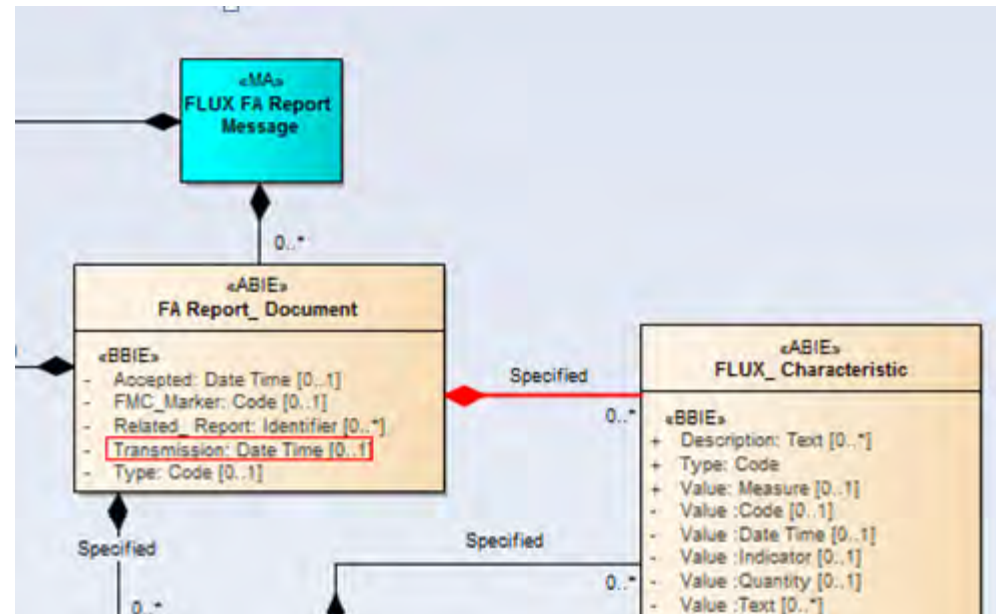 «MA»
FLUX FA Report
Message
0..*
«ABIE»
FA Report_ Document
«BBIE»
- Accepted: Date Time [0..1]
- FMC_Marker: Code [0..1]
- Related_ Report: Identifier [0..*]
- Transmission: Date Time [0..1]
- Type: Code [0..1]
Specified
0..*
«ABIE»
FLUX_ Characteristic
«BBIE»
+ Description: Text [0..*]
+ Type: Code
+ Value: Measure [0..1]
- Value :Code [0..1]
- Value :Date Time [0..1]
- Value :Indicator [0..1]
- Value :Quantity [0..1]
- Value :Text [0..*]
Specified
0..*
Specified
0..*